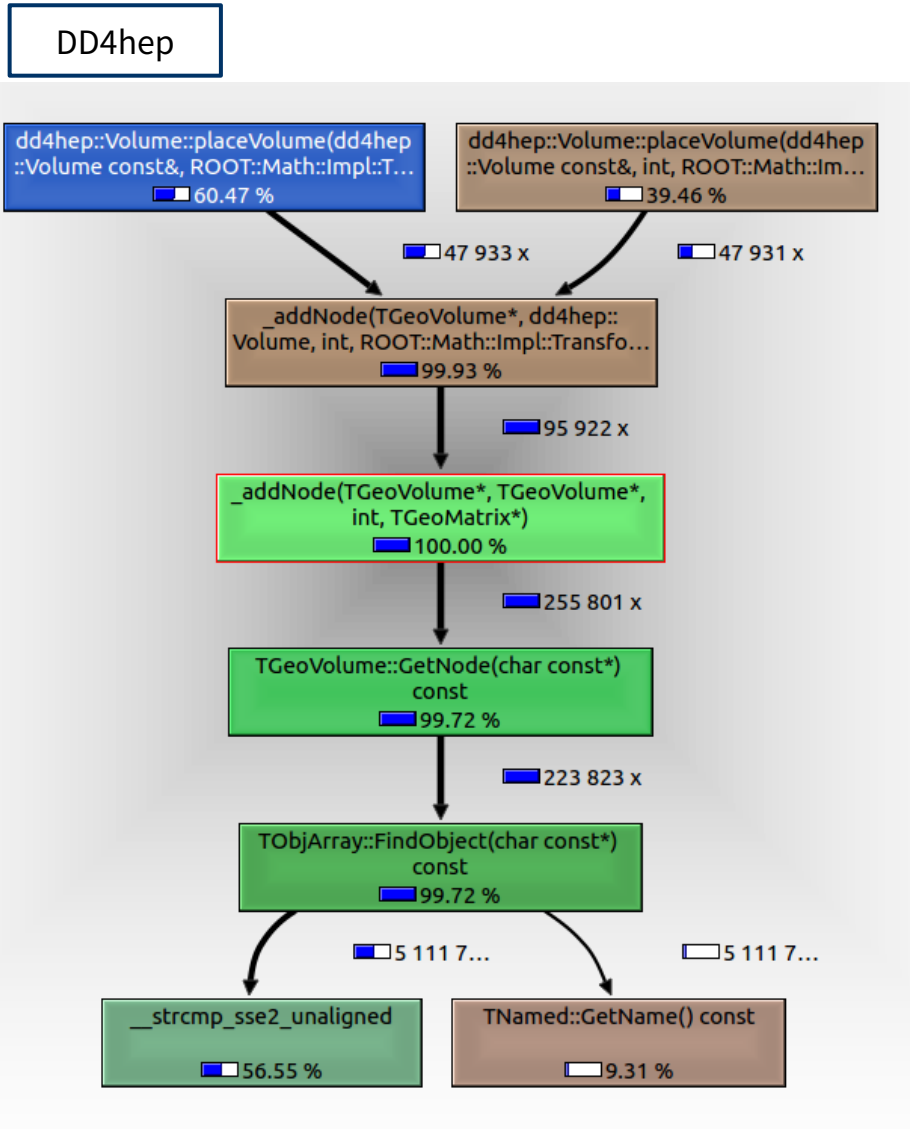 DD4hep
dd4hep::Volume::placeVolume(dd4hep
::Volume const&, ROOT::Math::Impl::T...
60.47 %
dd4hep::Volume::placeVolume(dd4hep
::Volume const&, int, ROOT::Math::Im...
39.46 %
47 933 x
47 931 x
_addNode(TGeoVolume*, dd4hep::
Volume, int, ROOT::Math::Impl::Transfo...
99.93 %
95 922 x
_addNode(TGeoVolume*, TGeoVolume*,
int, TGeoMatrix*)
100.00 %
255 801 x
TGeoVolume::GetNode(char const*)
const
99.72 %
223 823 x
TObjArray::FindObject(char const*)
const
99.72 %
5 111 7...
5 111 7...
__strcmp_sse2_unaligned
56.55 %
TNamed::GetName() const
9.31 %